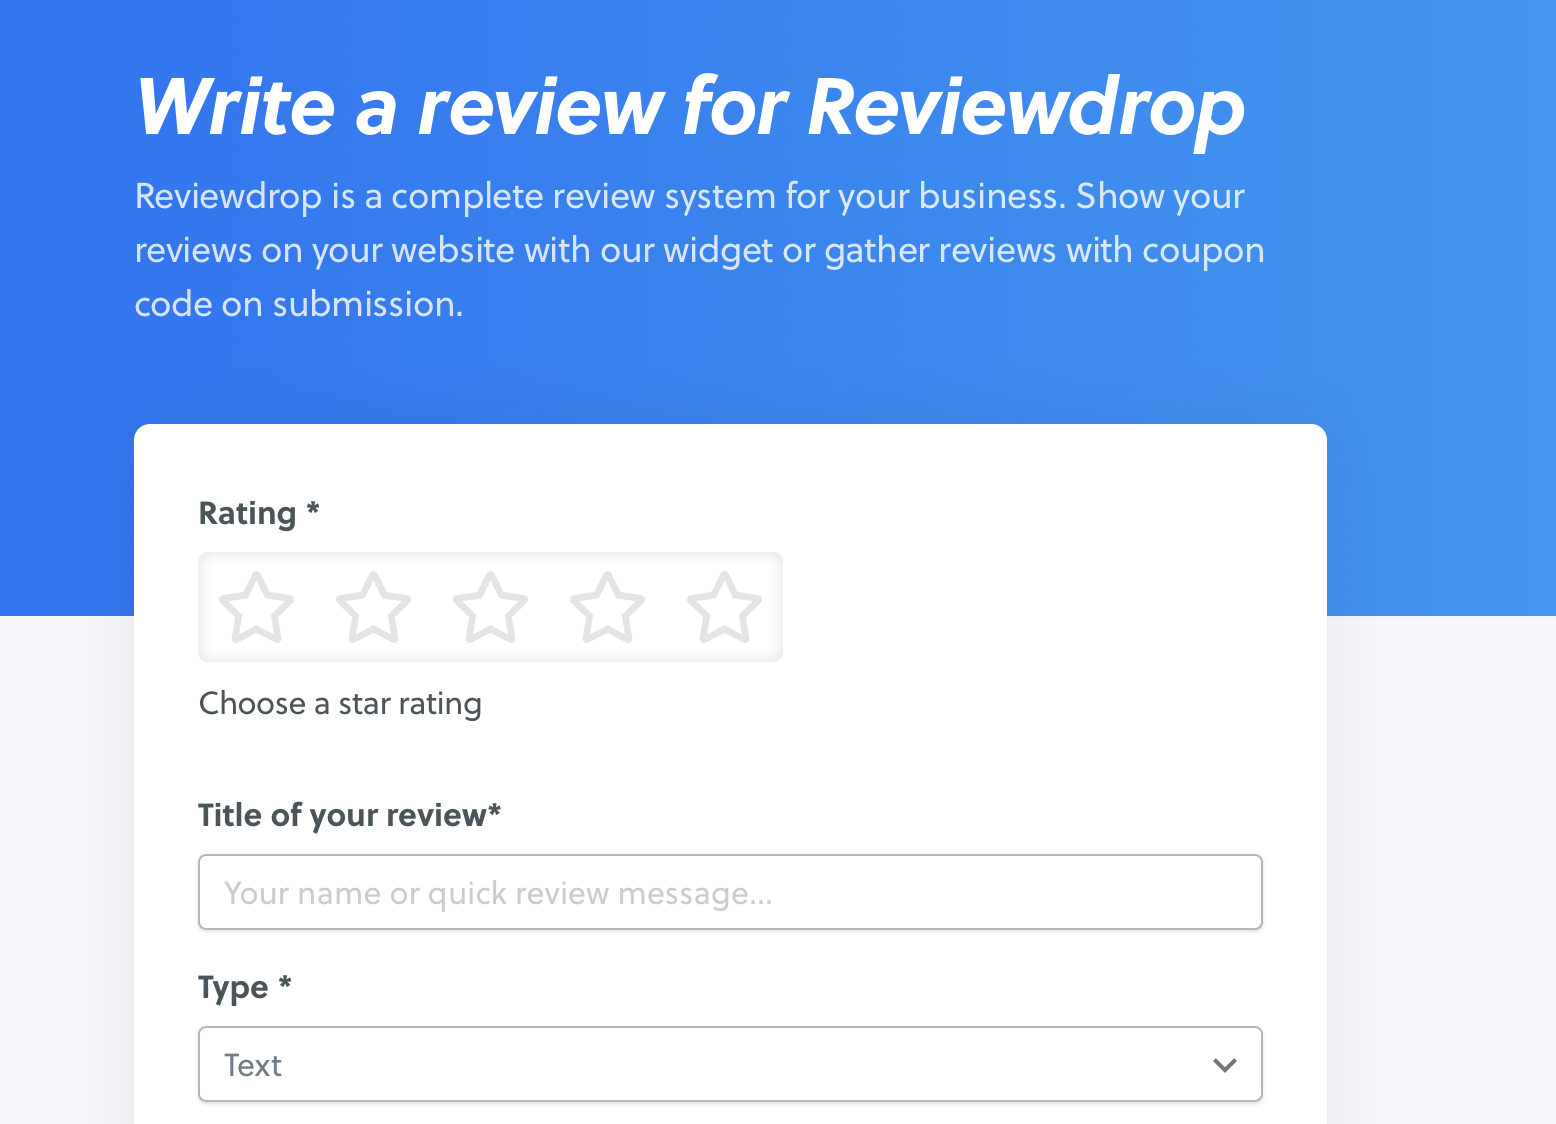 Write a review for Reviewdrop
Reviewdrop is a complete review system for your business. Show your
reviews on your website with our widget or gather reviews with coupon
code on submission.
Rating *
Choose a star rating
Title of your review*
Your name or quick review message...
Type *
Text